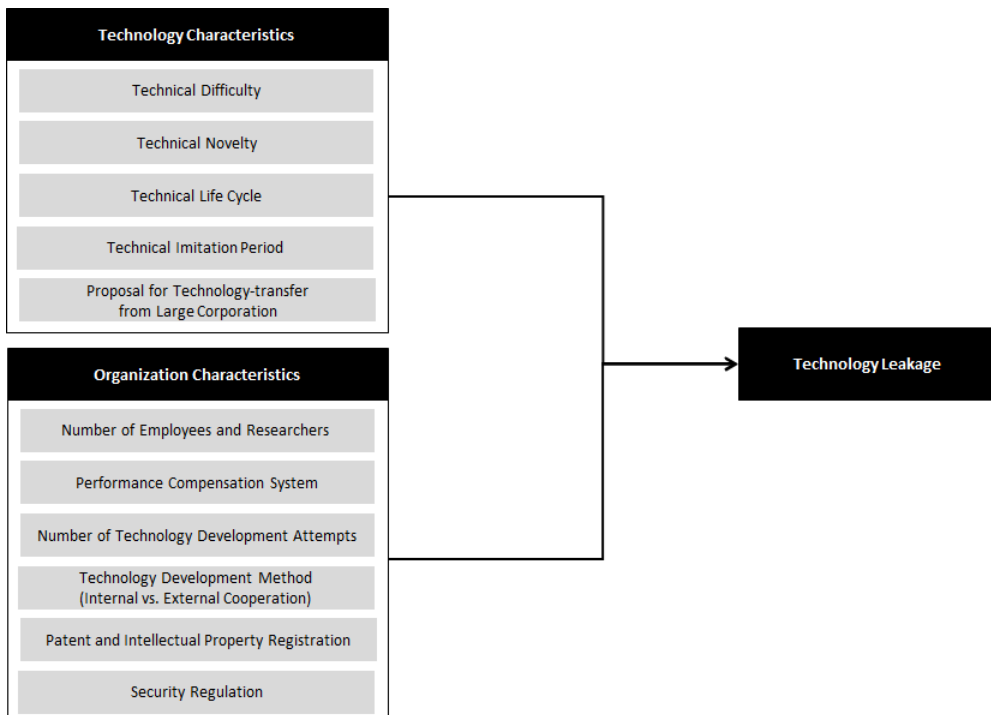 Technology Characteristics
Technical Difficulty
Technical Novelty
Technical Life Cycle
Technical Imitation Period
Proposal for Technology-transfer
from Large Corporation
Organization Characteristics
Number of Employees and Researchers
Performance Compensation System
Number of Technology Development Attempts
Technology Development Method
(Internal vs. External Cooperation)
Patent and Intellectual Property Registration
Security Regulation
Technology Leakage